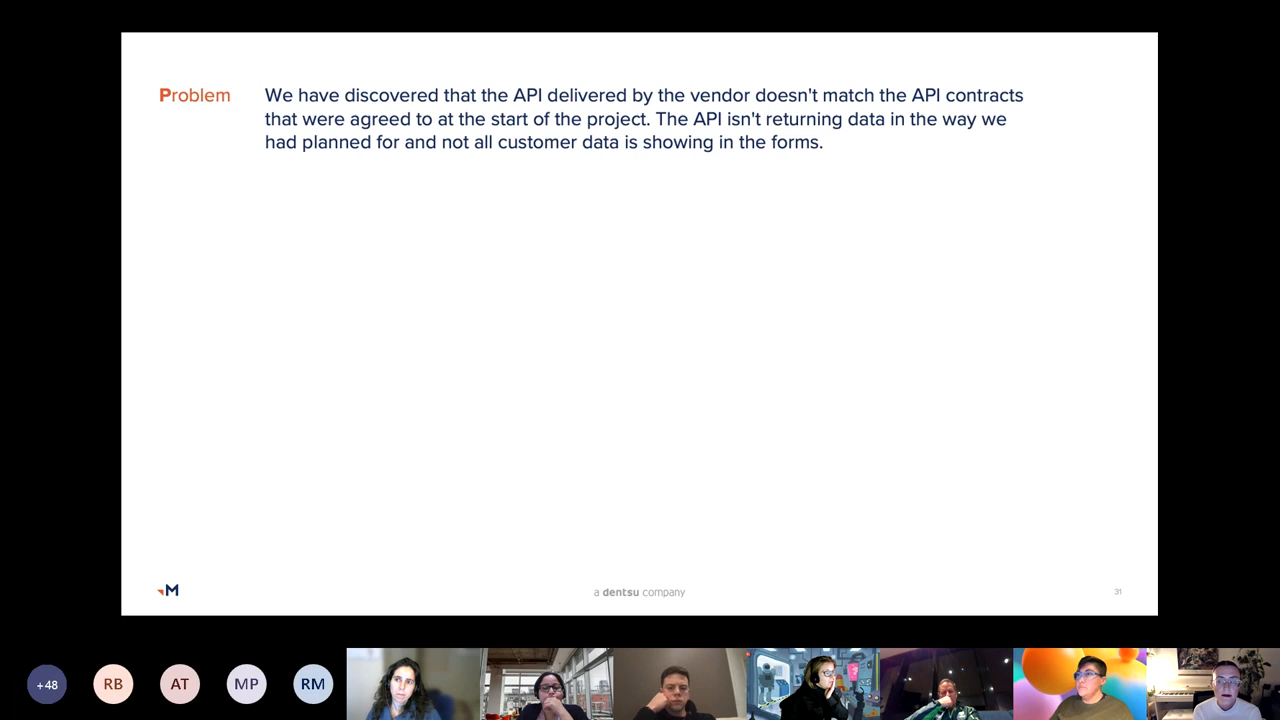 Problem
We have discovered that the API delivered by the vendor doesn't match the API contracts
that were agreed to at the start of the project. The API isn't returning data in the way we
had planned for and not all customer data is showing in the forms.
M
a dentsu company
31
+48
RB
AT
MP
RM